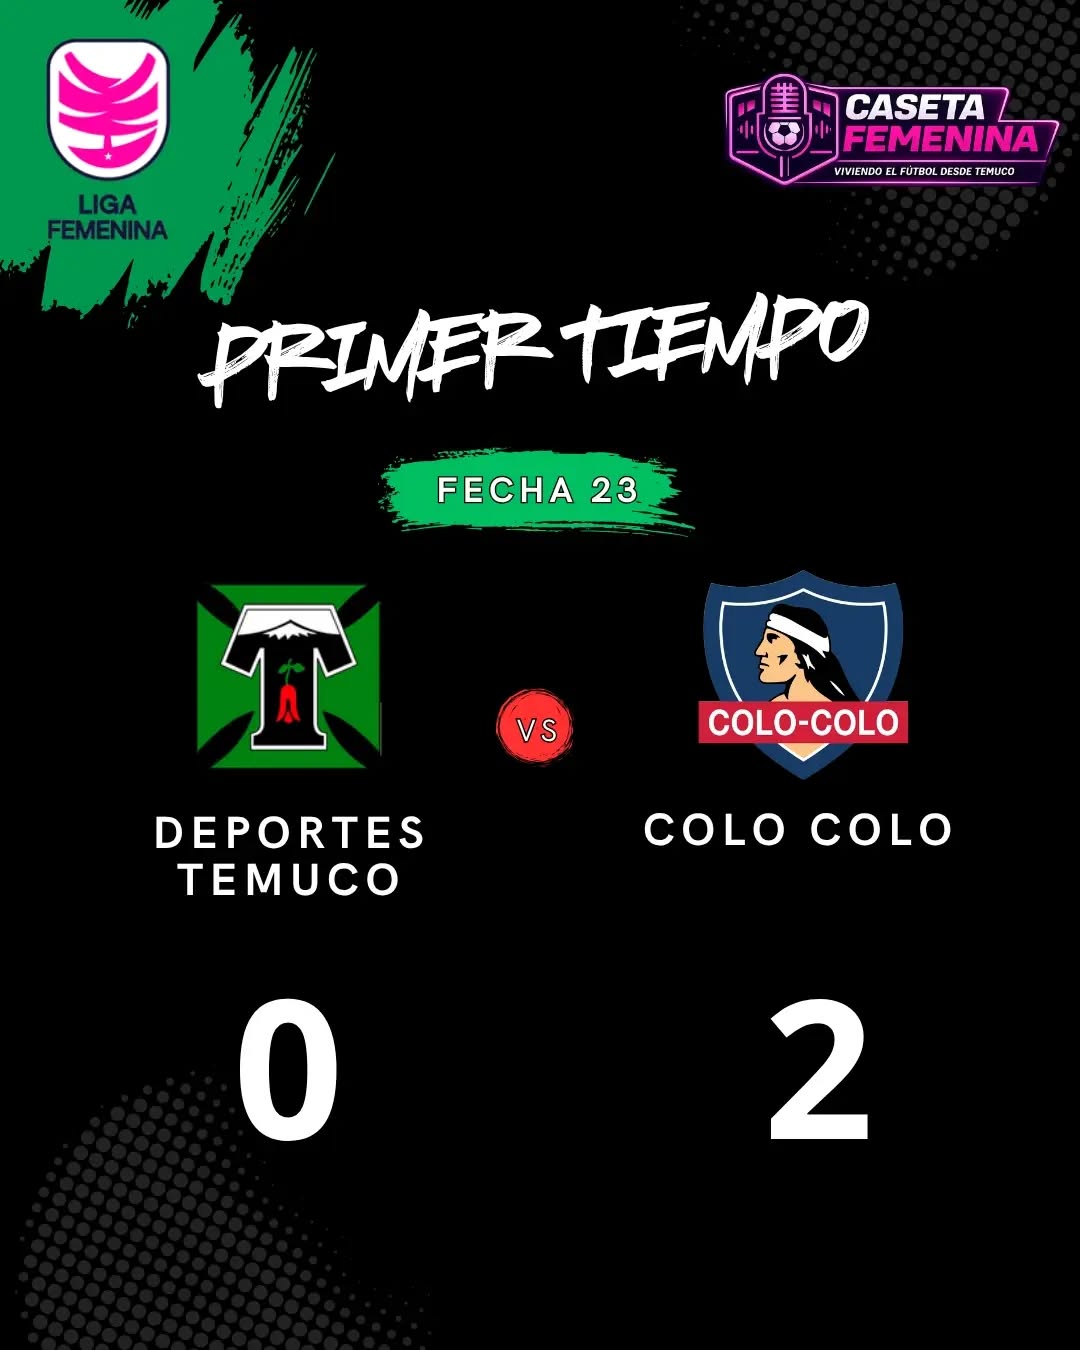 LIGA
FEMENINA
CASETA
FEMENINA
VIVIENDO EL FÚTBOL DESDE TEMUCO
PRIMER TIEMPO
FECHA 23
T
VS
COLO-COLO
DEPORTES
TEMUCO
COLO COLO
0
2